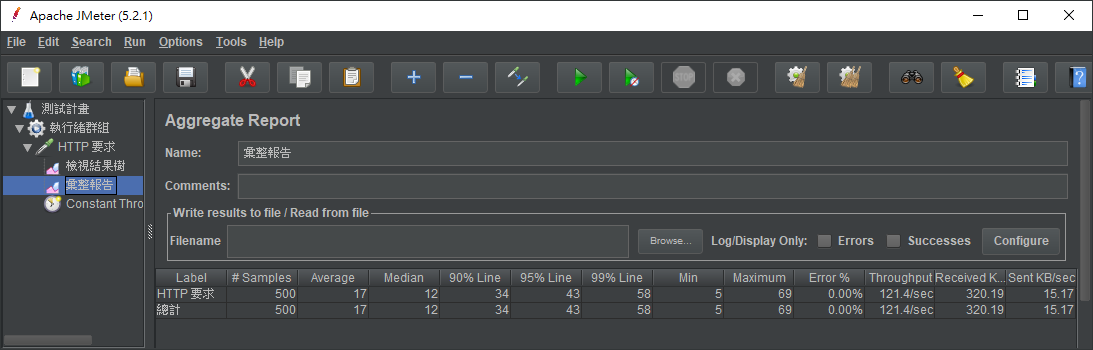 Apache JMeter (5.2.1)
File Edit Search Run Options Tools Help
STOP
測試計畫
執行緒群組
HTTP 要求
檢視結果樹
彙整報告
Constant Thro
Aggregate Report
Name: 彙整報告
Comments:
Write results to file / Read from file
Filename Browse... Log/Display Only: Errors Successes Configure
Label # Samples Average Median 90% Line 95% Line 99% Line Min Maximum Error % Throughput Received K... Sent KB/sec
HTTP 要求 500 17 12 34 43 58 5 69 0.00% 121.4/sec 320.19 15.17
總計 500 17 12 34 43 58 5 69 0.00% 121.4/sec 320.19 15.17